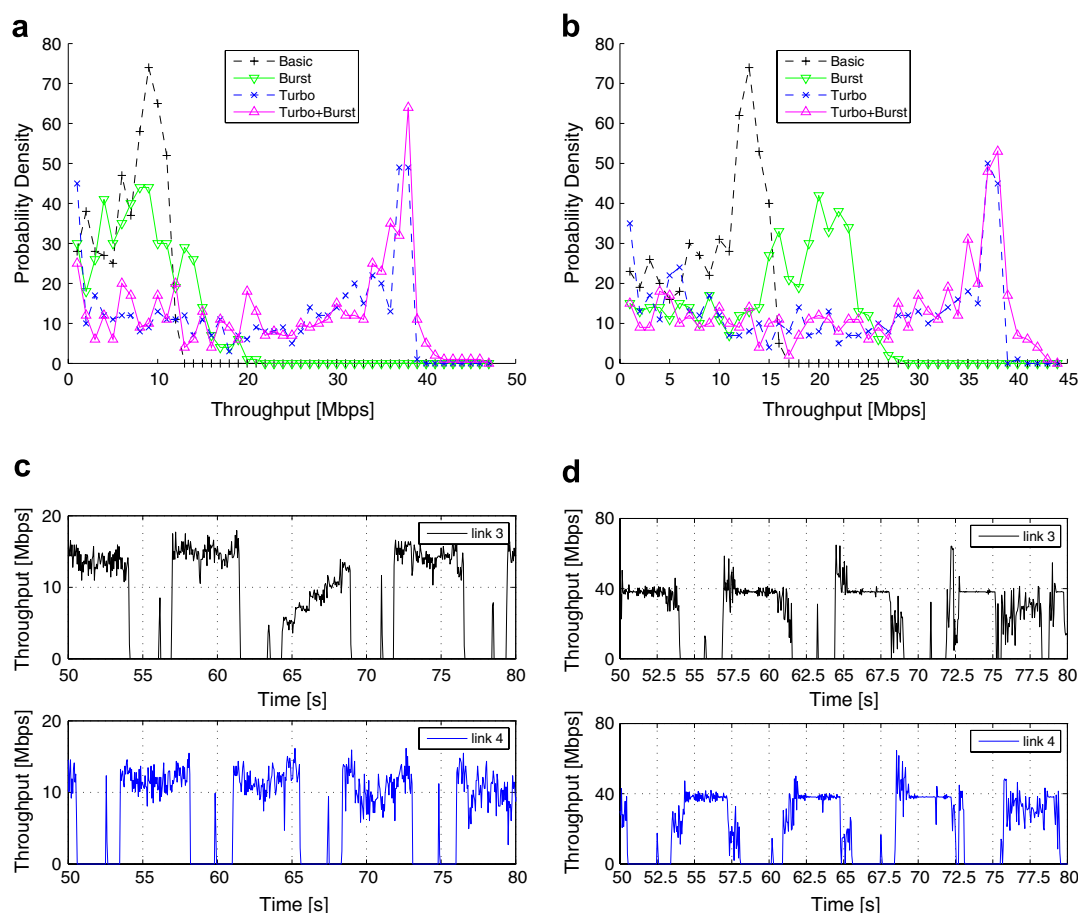 a
80
70
60
50
40
30
20
10
0
Probability Density
Basic
Burst
Turbo
Turbo+Burst
0 10 20 30 40 50
Throughput [Mbps]
b
80
70
60
50
40
30
20
10
0
Probability Density
Basic
Burst
Turbo
Turbo+Burst
0 5 10 15 20 25 30 35 40 45
Throughput [Mbps]
c
Throughput [Mbps]
20
10
0
link 3
50 55 60 65 70 75 80
Time [s]
Throughput [Mbps]
20
10
0
link 4
50 55 60 65 70 75 80
Time [s]
d
Throughput [Mbps]
80
40
0
link 3
50 52.5 55 57.5 60 62.5 65 67.5 70 72.5 75 77.5 80
Time [s]
Throughput [Mbps]
80
40
0
link 4
50 52.5 55 57.5 60 62.5 65 67.5 70 72.5 75 77.5 80
Time [s]